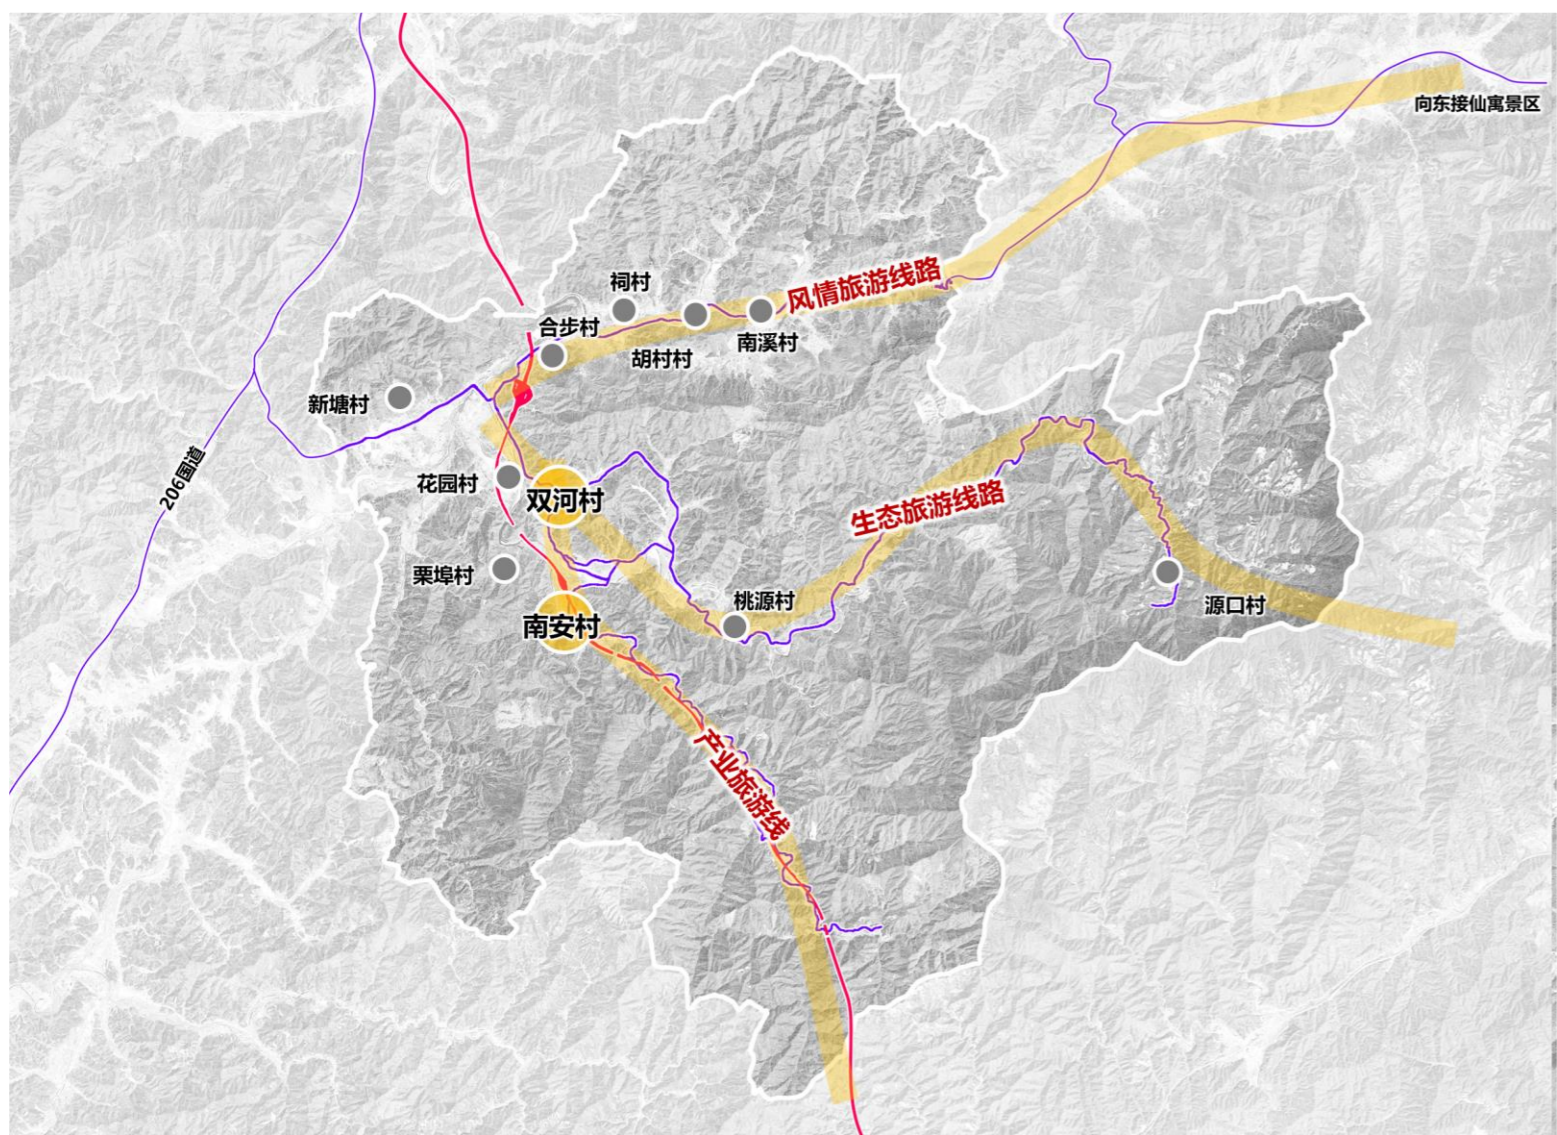 向东接仙寓景区
风情旅游线路
祠村
合步村
南溪村
胡村村
新塘村
206国道
花园村
双河村
生态旅游线路
栗埠村
桃源村
源口村
南安村
产业旅游线